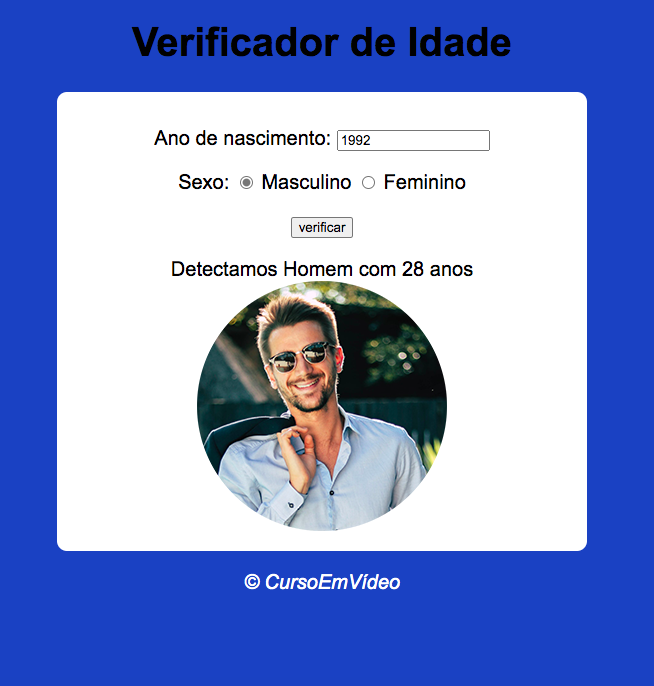 Verificador de Idade
Ano de nascimento: 1992
Sexo: Masculino Feminino
verificar
Detectamos Homem com 28 anos
© CursoEmVídeo